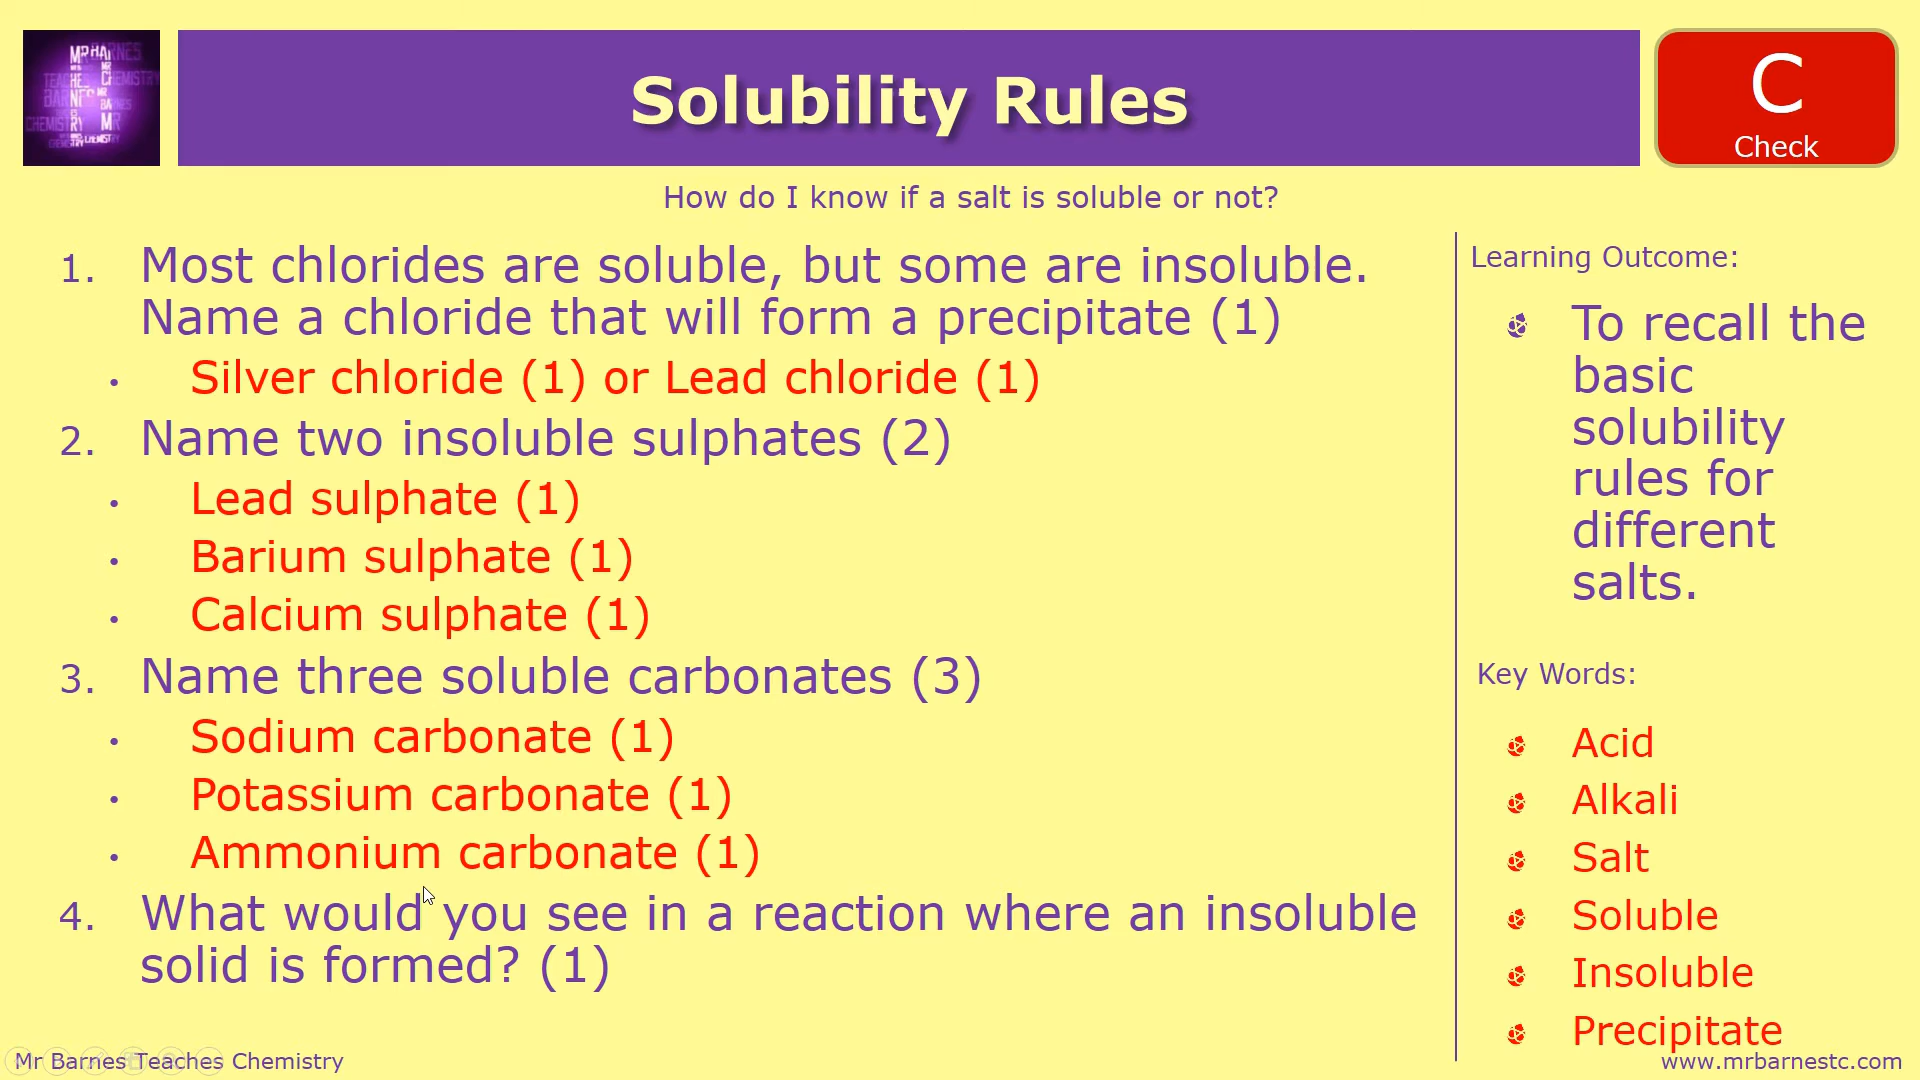 Solubility Rules
C
Check
How do I know if a salt is soluble or not?
1. Most chlorides are soluble, but some are insoluble.
Name a chloride that will form a precipitate (1)
• Silver chloride (1) or Lead chloride (1)
2. Name two insoluble sulphates (2)
• Lead sulphate (1)
• Barium sulphate (1)
• Calcium sulphate (1)
3. Name three soluble carbonates (3)
• Sodium carbonate (1)
• Potassium carbonate (1)
• Ammonium carbonate (1)
4. What would you see in a reaction where an insoluble
solid is formed? (1)
Learning Outcome:
To recall the
basic
solubility
rules for
different
salts.
Key Words:
Acid
Alkali
Salt
Soluble
Insoluble
Precipitate
Mr Barnes Teaches Chemistry
www.mrbarnestc.com